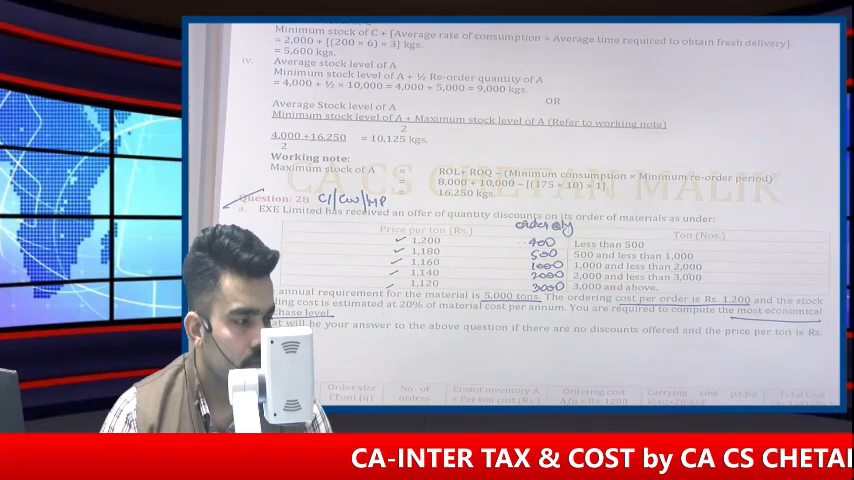 Minimum stock of C + [Average rate of consumption × Average time required to obtain fresh delivery]
= 2,000 + [(200 × 6) × 3] kgs.
= 5,600 kgs.
iv. Average stock level of A
Minimum stock level of A + ½ Re-order quantity of A
= 4,000 + ½ × 10,000 = 4,000 + 5,000 = 9,000 kgs.
OR
Average Stock level of A
Minimum stock level of A + Maximum stock level of A (Refer to working note)
2
4,000+16,250 = 10,125 kgs.
2
Working note:
Maximum stock of A = ROL+ ROQ – (Minimum consumption × Minimum re-order period)
= 8,000 + 10,000 – [(175 × 10) × 1]
= 16,250 kgs.
CA CS CHETAN MALIK
Question: 28 C/CW/HP
a. EXE Limited has received an offer of quantity discounts on its order of materials as under:
order qty
Price per ton (Rs.) Ton (Nos.)
1,200 400 Less than 500
1,180 500 500 and less than 1,000
1,160 1000 1,000 and less than 2,000
1,140 2000 2,000 and less than 3,000
1,120 3000 3,000 and above.
annual requirement for the material is 5,000 tons. The ordering cost per order is Rs. 1,200 and the stock
cost is estimated at 20% of material cost per annum. You are required to compute the most economical
level.
will be your answer to the above question if there are no discounts offered and the price per ton is Rs.
Order size No. of Cost of inventory A Ordering cost Carrying cost p.u.p.a Total Cost
(Ton) orders × Per ton cost (Rs.)
CA-INTER TAX & COST by CA CS CHETAI